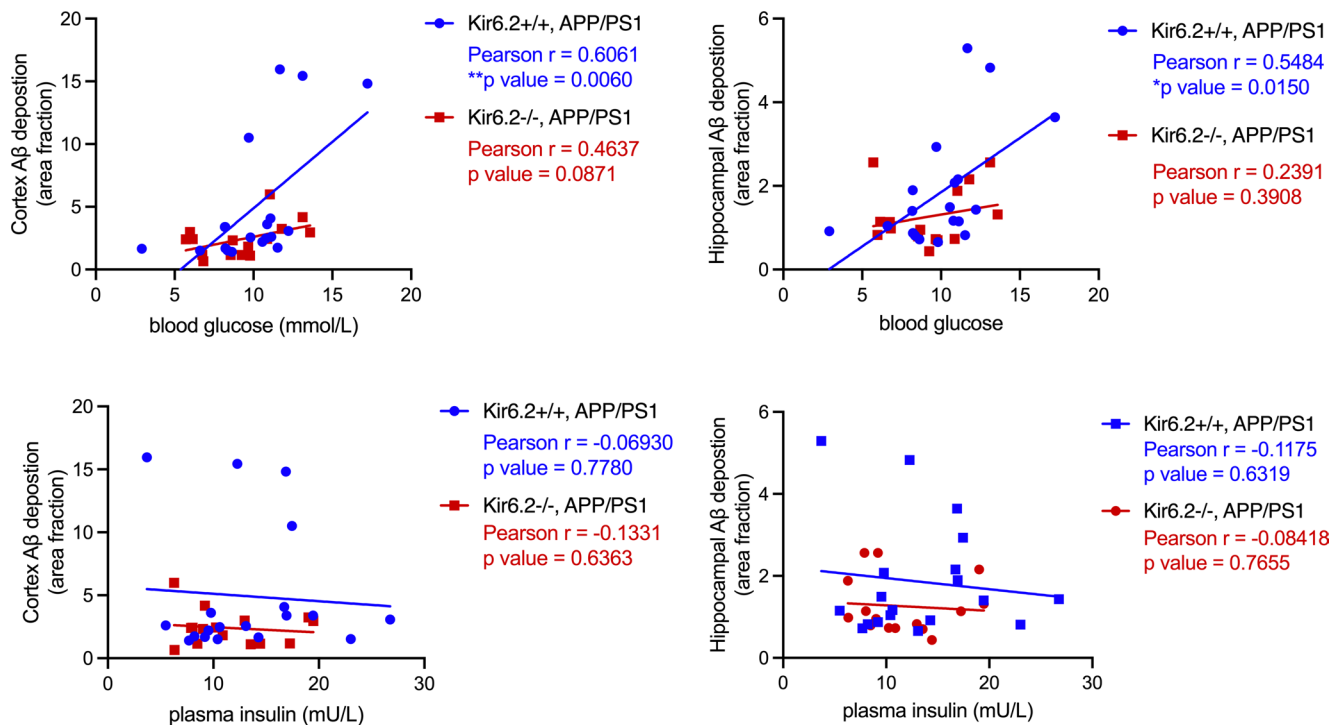 Cortex Aβ depostion
(area fraction)
20
15
10
5
0
0
5
10
15
20
blood glucose (mmol/L)
Kir6.2+/+, APP/PS1
Pearson r = 0.6061
**p value = 0.0060
Kir6.2-/-, APP/PS1
Pearson r = 0.4637
p value = 0.0871
Hippocampal Aβ depostion
(area fraction)
6
4
2
0
0
5
10
15
20
blood glucose
Kir6.2+/+, APP/PS1
Pearson r = 0.5484
*p value = 0.0150
Kir6.2-/-, APP/PS1
Pearson r = 0.2391
p value = 0.3908
Cortex Aβ depostion
(area fraction)
20
15
10
5
0
0
10
20
30
plasma insulin (mU/L)
Kir6.2+/+, APP/PS1
Pearson r = -0.06930
p value = 0.7780
Kir6.2-/-, APP/PS1
Pearson r = -0.1331
p value = 0.6363
Hippocampal Aβ depostion
(area fraction)
6
4
2
0
0
10
20
30
plasma insulin (mU/L)
Kir6.2+/+, APP/PS1
Pearson r = -0.1175
p value = 0.6319
Kir6.2-/-, APP/PS1
Pearson r = -0.08418
p value = 0.7655